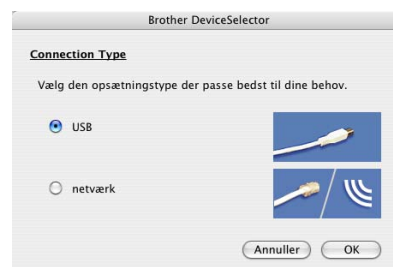 Brother DeviceSelector
Connection Type
Vælg den opsætningstype der passe bedst til dine behov.
USB
netværk
Annuller OK